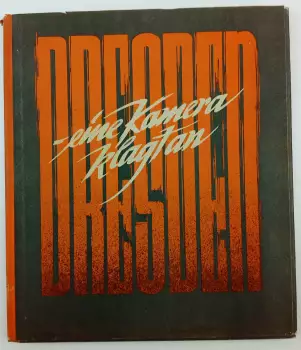 DRESDEN
- eine Kamera
klagt an